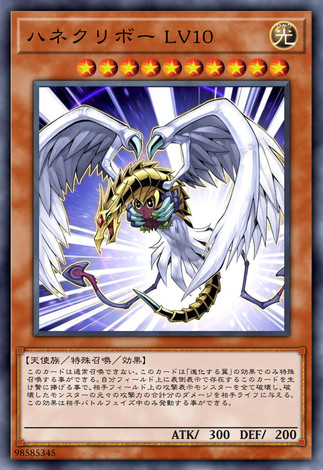 ハネクリボー LV10
光
【天使族／特殊召喚／効果】
このカードは通常召喚できない。このカードは「進化する翼」の効果でのみ特殊
召喚する事ができる。自分フィールド上に表側表示で存在するこのカードを生
け贄に捧げる事で、相手フィールド上の攻撃表示モンスターを全て破壊し、破
壊したモンスターの元々の攻撃力の合計分のダメージを相手ライフに与える。
この効果は相手バトルフェイズ中のみ発動する事ができる。
ATK/ 300 DEF/ 200
98585345